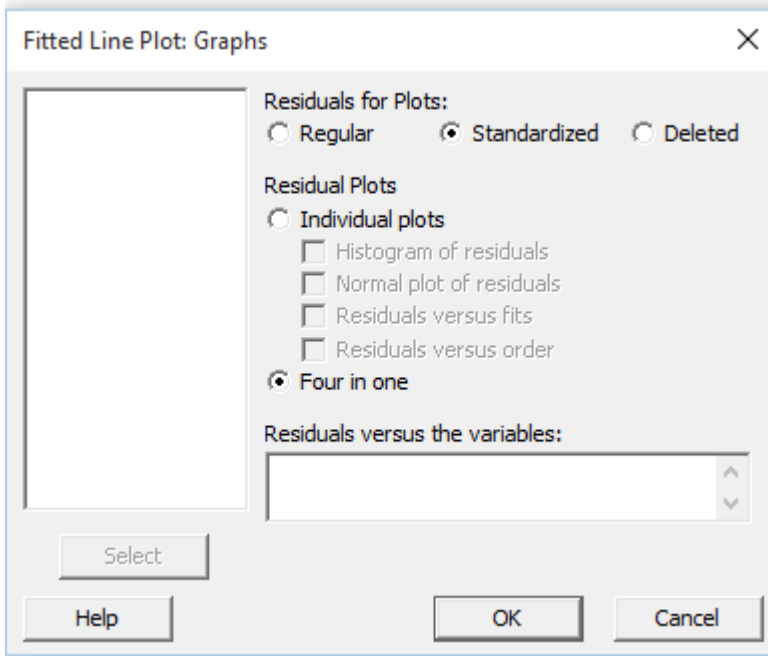 Fitted Line Plot: Graphs
Residuals for Plots:
Regular Standardized Deleted
Residual Plots
Individual plots
Histogram of residuals
Normal plot of residuals
Residuals versus fits
Residuals versus order
Four in one
Residuals versus the variables:
Select
Help OK Cancel